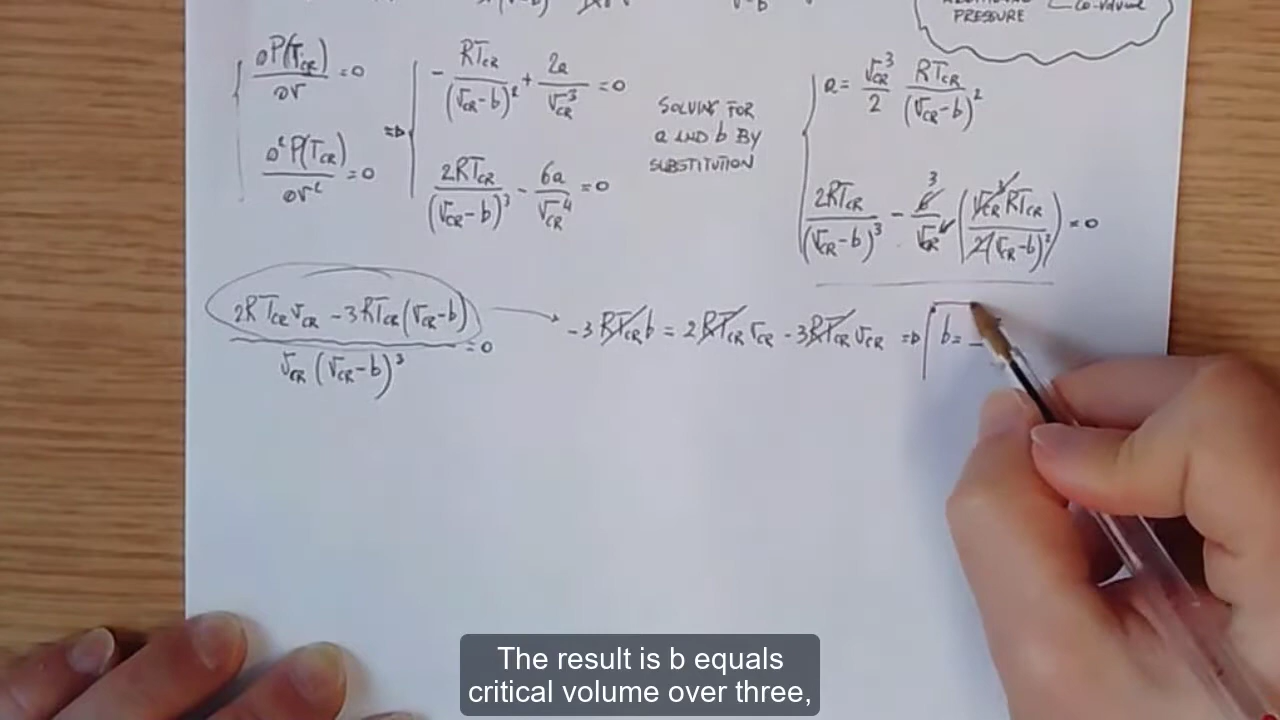 PRESSURE co-volume
∂P(T_CR)/∂v = 0
∂²P(T_CR)/∂v² = 0
⇒
- RT_CR/(v_CR-b)² + 2a/v_CR³ = 0
2RT_CR/(v_CR-b)³ - 6a/v_CR⁴ = 0
SOLVING FOR
a AND b BY
SUBSTITUTION
a = v_CR³/2 RT_CR/(v_CR-b)²
2RT_CR/(v_CR-b)³ - 6/v_CR⁴ (v_CR³ RT_CR/2(v_CR-b)²) = 0
3
(2RT_CR v_CR - 3RT_CR(v_CR-b))/(v_CR(v_CR-b)³) = 0
-3RT_CR b = 2RT_CR v_CR - 3RT_CR v_CR ⇒ b =
The result is b equals
critical volume over three,